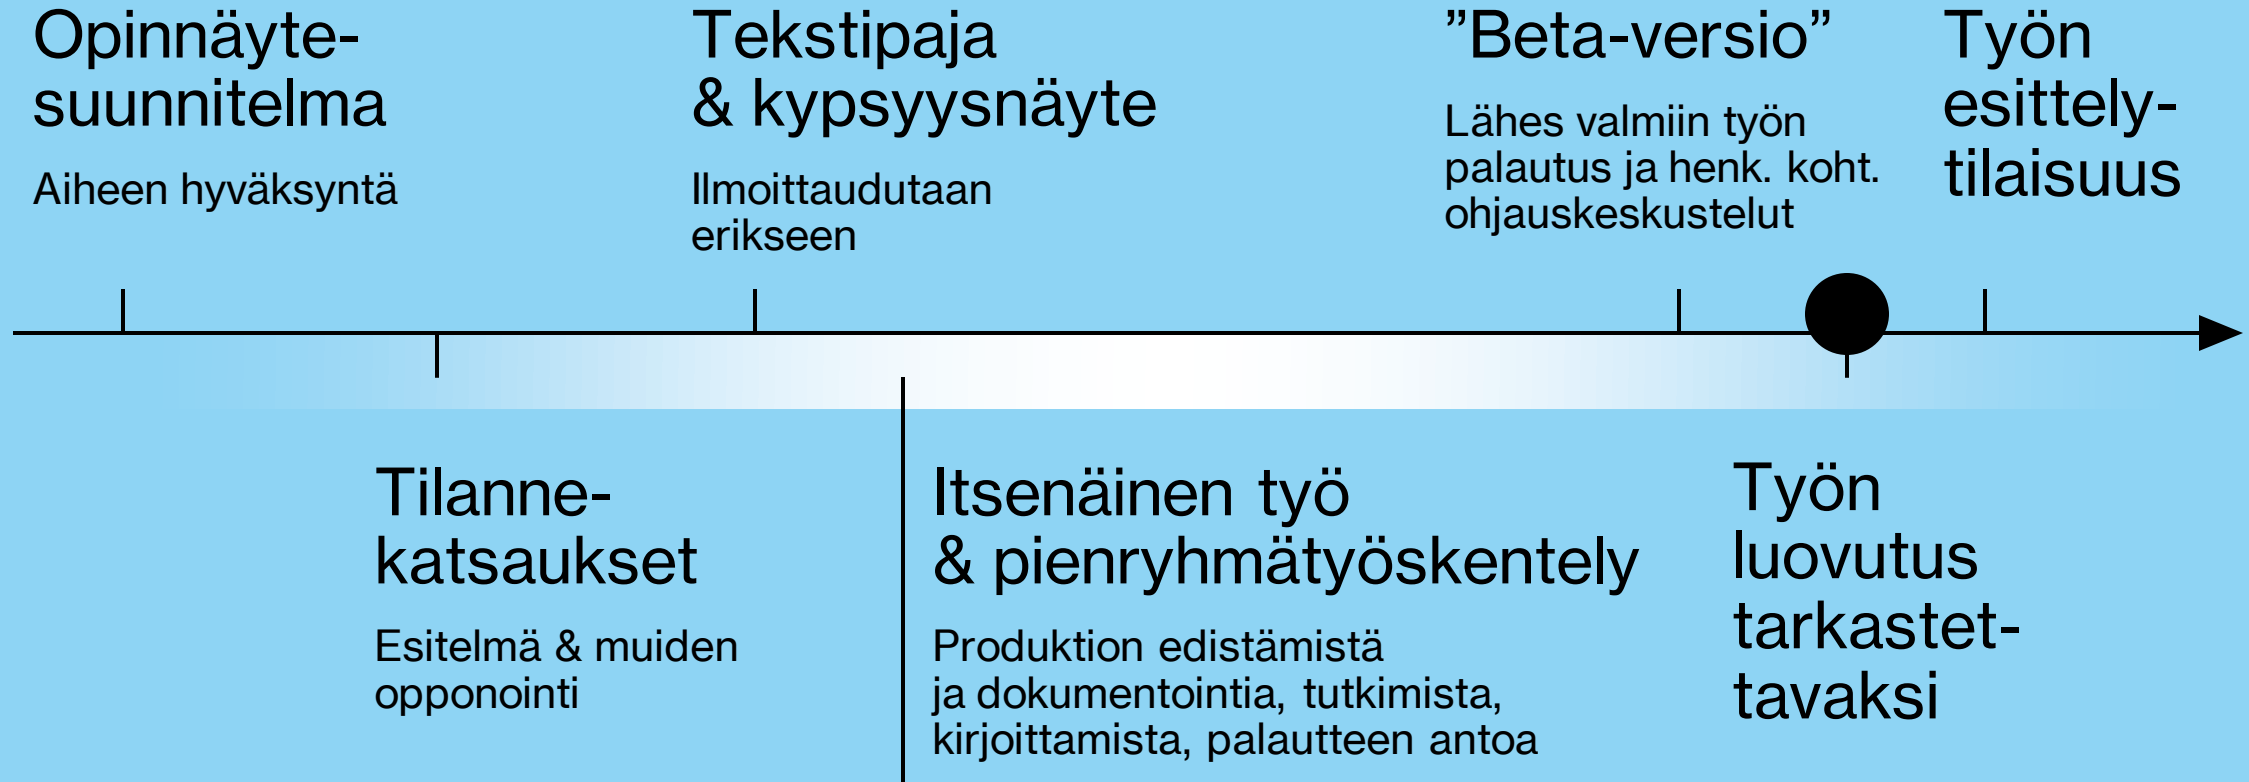 Opinnäyte-
suunnitelma
Aiheen hyväksyntä
Tekstipaja
& kypsyysnäyte
Ilmoittaudutaan
erikseen
”Beta-versio”
Lähes valmiin työn
palautus ja henk. koht.
ohjauskeskustelut
Työn
esittely-
tilaisuus
Tilanne-
katsaukset
Esitelmä & muiden
opponointi
Itsenäinen työ
& pienryhmätyöskentely
Produktion edistämistä
ja dokumentointia, tutkimista,
kirjoittamista, palautteen antoa
Työn
luovutus
tarkastet-
tavaksi